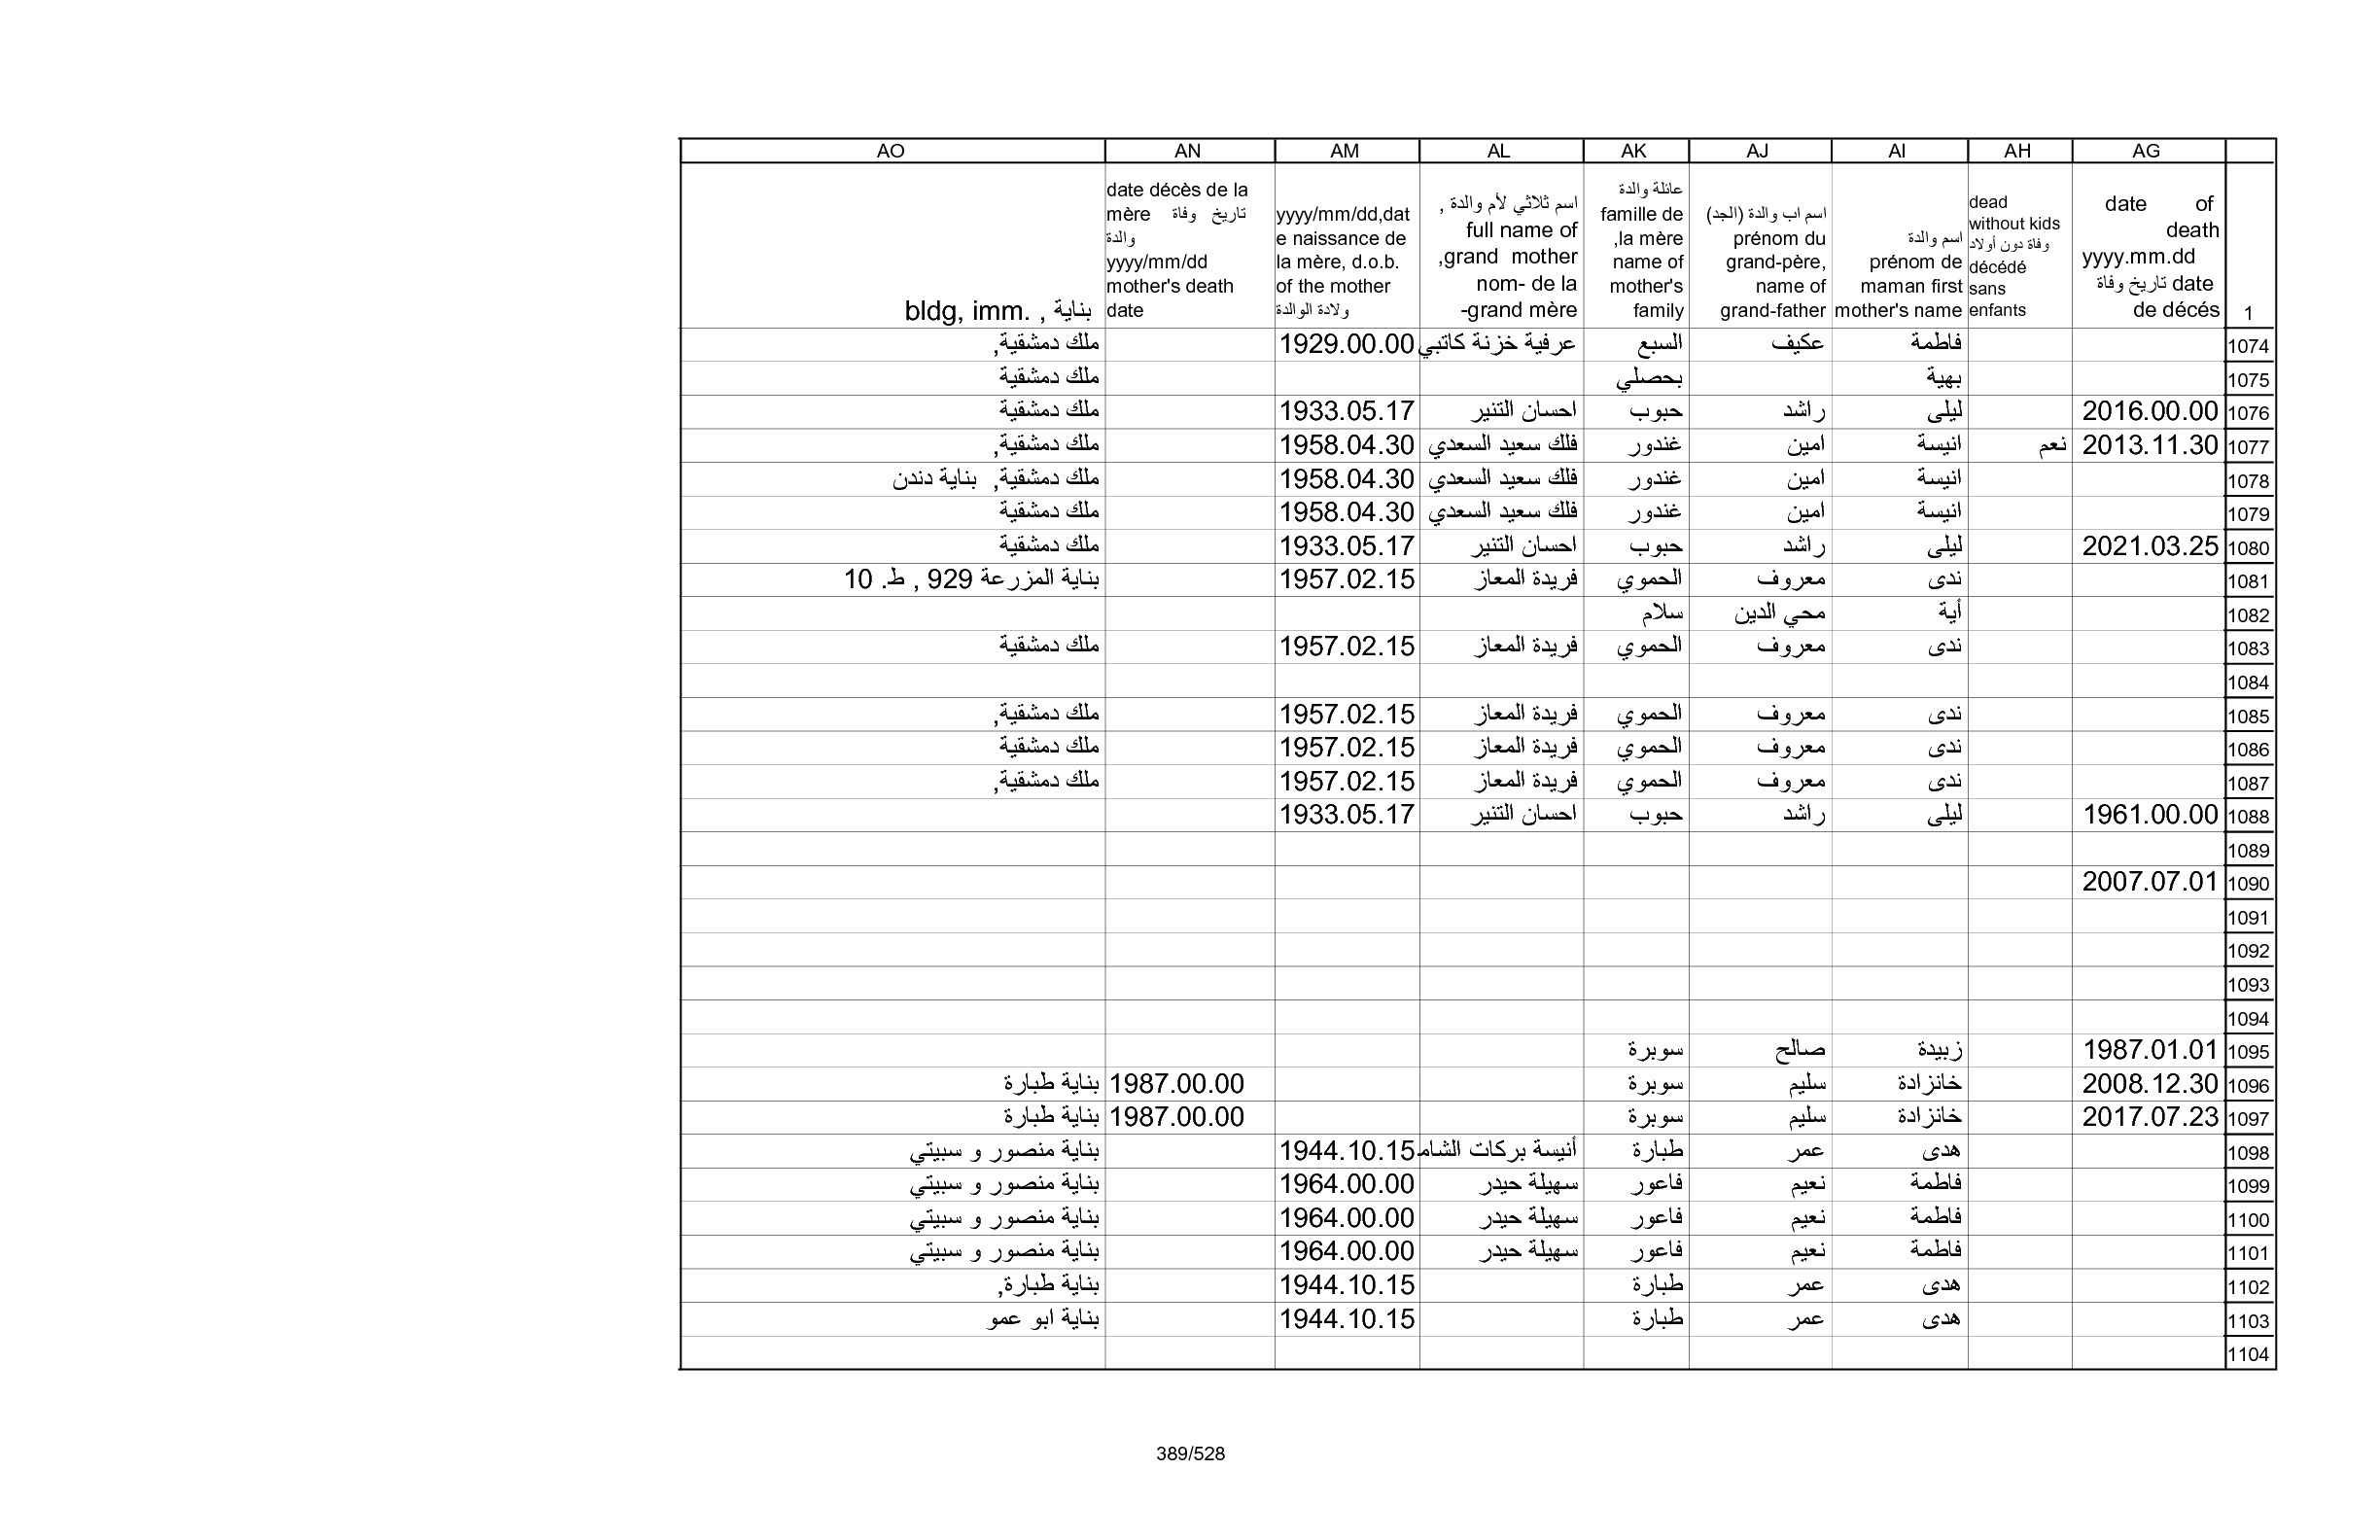 AG AH AI AJ AK AL AM AN AO
1
date of death yyyy.mm.dd تاريخ وفاة date de décés
dead without kids وفاة دون أولاد décédé sans enfants
اسم والدة prénom de maman first mother's name
اسم اب والدة (الجد) prénom du grand-père, name of grand-father
عائلة والدة famille de la mère, name of mother's family
اسم ثلاثي لأم والدة , full name of grand mother, nom- de la grand mère-
yyyy/mm/dd,date naissance de la mère, d.o.b. of the mother ولادة الوالدة
date décès de la mère تاريخ وفاة والدة yyyy/mm/dd mother's death date
بناية , bldg, imm.
1074 فاطمة عكيف السبع عرفية خزنة كاتبي 1929.00.00 ملك دمشقية,
1075 بهية بحصلي ملك دمشقية
1076 2016.00.00 ليلى راشد حبوب احسان التنير 1933.05.17 ملك دمشقية
1077 2013.11.30 نعم انيسة امين غندور فلك سعيد السعدي 1958.04.30 ملك دمشقية,
1078 انيسة امين غندور فلك سعيد السعدي 1958.04.30 ملك دمشقية, بناية دندن
1079 انيسة امين غندور فلك سعيد السعدي 1958.04.30 ملك دمشقية
1080 2021.03.25 ليلى راشد حبوب احسان التنير 1933.05.17 ملك دمشقية
1081 ندى معروف الحموي فريدة المعاز 1957.02.15 بناية المزرعة 929 , ط. 10
1082 أية محي الدين سلام
1083 ندى معروف الحموي فريدة المعاز 1957.02.15 ملك دمشقية
1084
1085 ندى معروف الحموي فريدة المعاز 1957.02.15 ملك دمشقية,
1086 ندى معروف الحموي فريدة المعاز 1957.02.15 ملك دمشقية
1087 ندى معروف الحموي فريدة المعاز 1957.02.15 ملك دمشقية,
1088 1961.00.00 ليلى راشد حبوب احسان التنير 1933.05.17
1089
1090 2007.07.01
1091
1092
1093
1094
1095 1987.01.01 زبيدة صالح سوبرة
1096 2008.12.30 خانزادة سليم سوبرة 1987.00.00 بناية طبارة
1097 2017.07.23 خانزادة سليم سوبرة 1987.00.00 بناية طبارة
1098 هدى عمر طبارة أنيسة بركات الشام 1944.10.15 بناية منصور و سبيتي
1099 فاطمة نعيم فاعور سهيلة حيدر 1964.00.00 بناية منصور و سبيتي
1100 فاطمة نعيم فاعور سهيلة حيدر 1964.00.00 بناية منصور و سبيتي
1101 فاطمة نعيم فاعور سهيلة حيدر 1964.00.00 بناية منصور و سبيتي
1102 هدى عمر طبارة 1944.10.15 بناية طبارة,
1103 هدى عمر طبارة 1944.10.15 بناية ابو عمو
1104
389/528